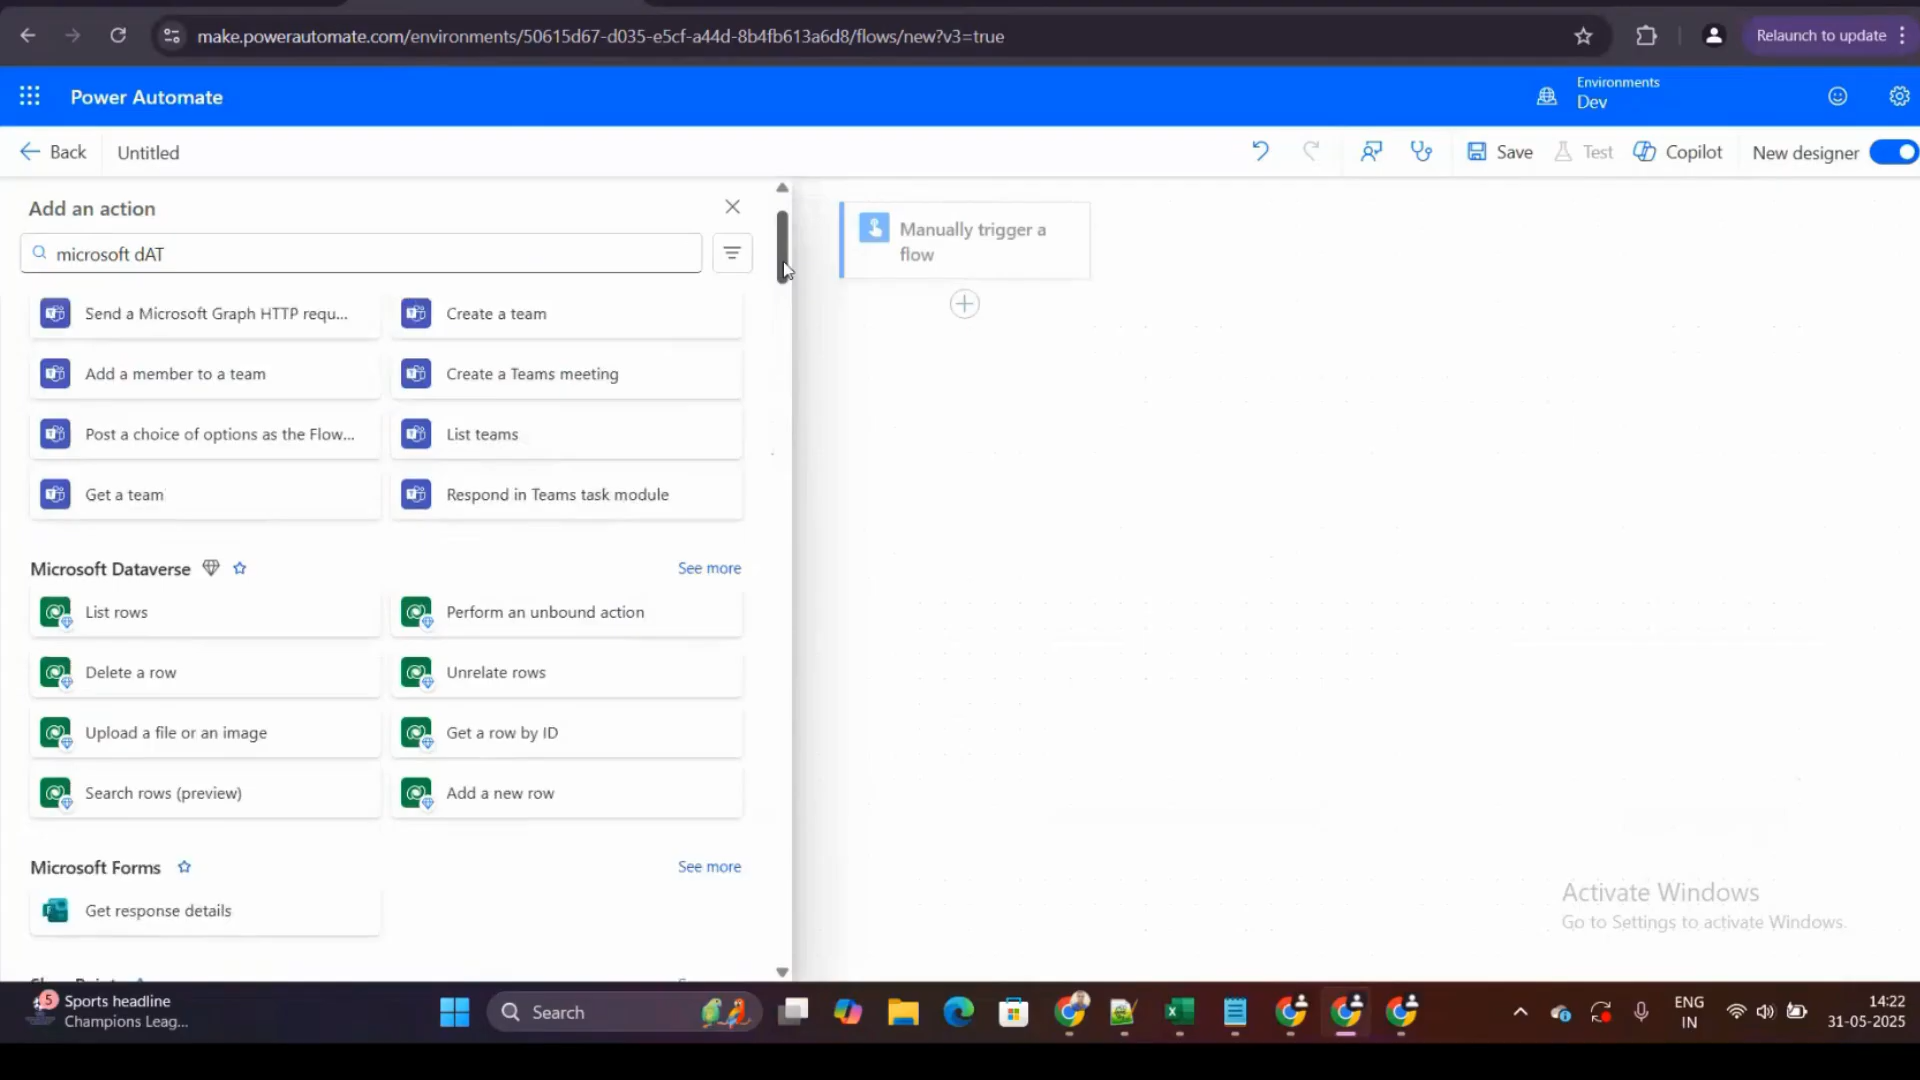 make.powerautomate.com/environments/50615d67-d035-e5cf-a44d-8b4fb613a6d8/flows/new?v3=true
Relaunch to update
Power Automate
Environments
Dev
Back
Untitled
Save
Test
Copilot
New designer
Add an action
microsoft dAT
Manually trigger a
flow
Send a Microsoft Graph HTTP requ...
Create a team
Add a member to a team
Create a Teams meeting
Post a choice of options as the Flow...
List teams
Get a team
Respond in Teams task module
Microsoft Dataverse
See more
List rows
Perform an unbound action
Delete a row
Unrelate rows
Upload a file or an image
Get a row by ID
Search rows (preview)
Add a new row
Microsoft Forms
See more
Get response details
Activate Windows
Go to Settings to activate Windows.
5
Sports headline
Champions Leag...
Search
ENG
IN
14:22
31-05-2025